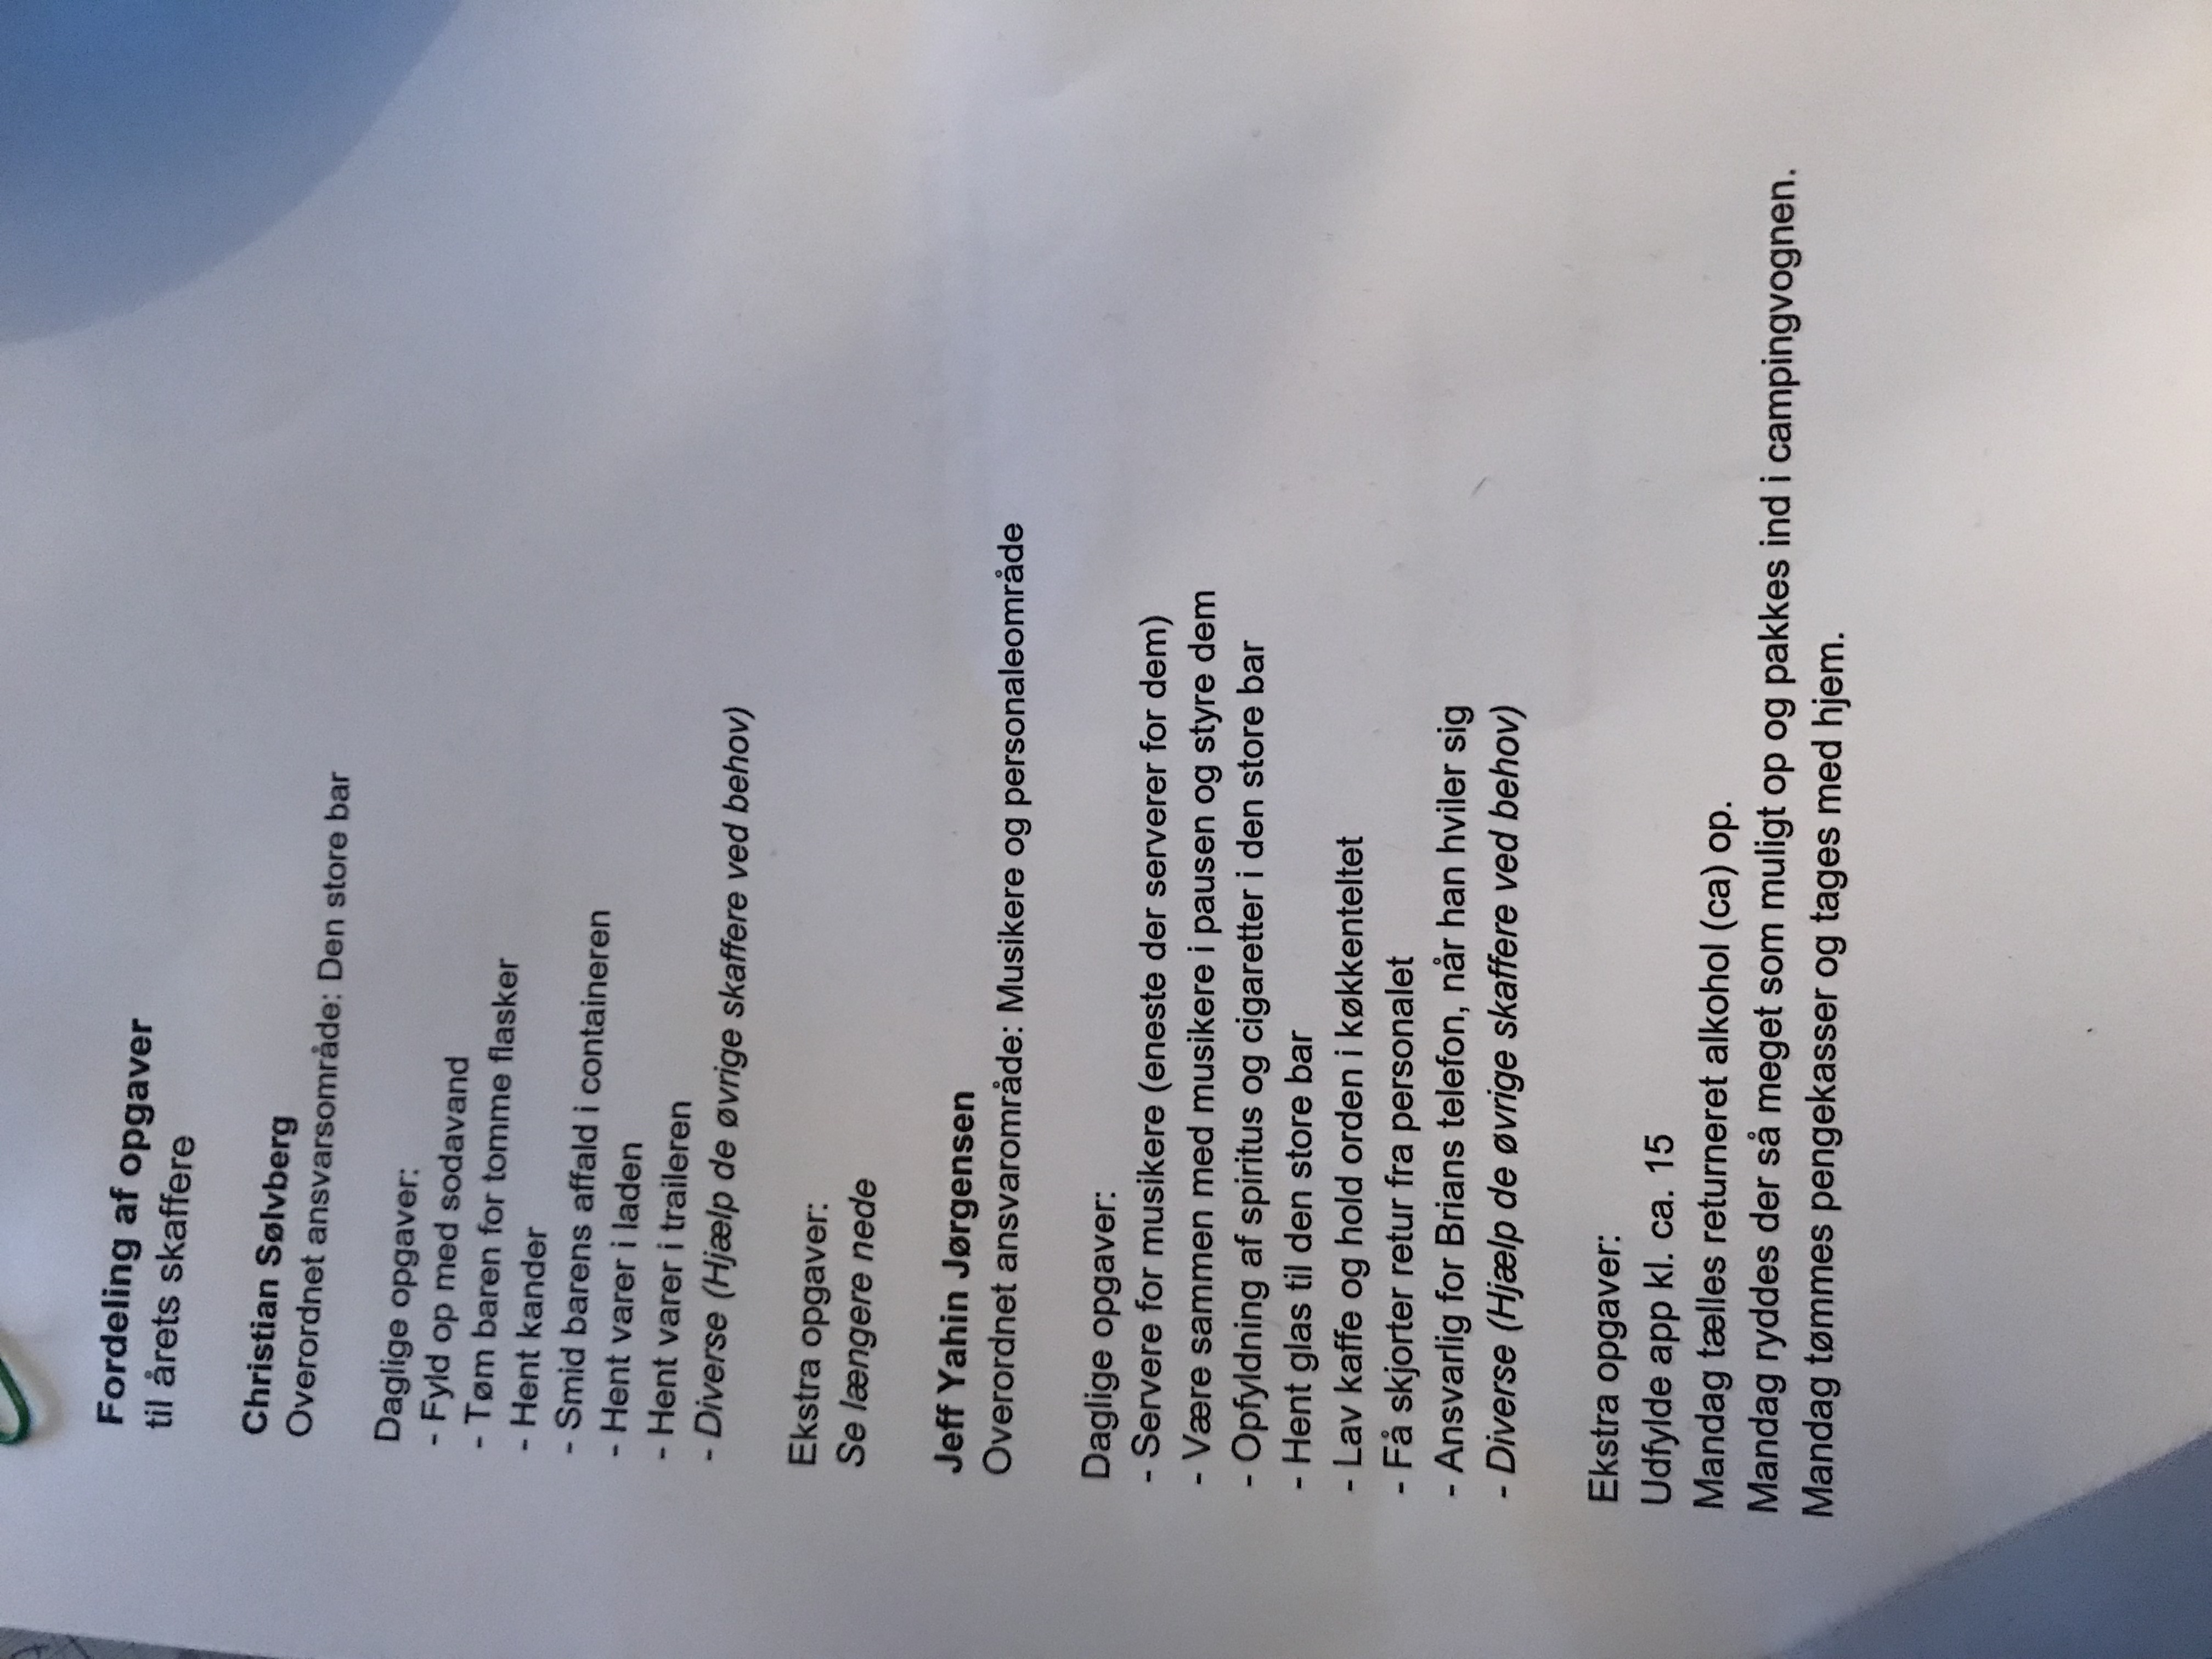 Fordeling af opgaver
til årets skaffere
Christian Sølvberg
Overordnet ansvarsområde: Den store bar
Daglige opgaver:
- Fyld op med sodavand
- Tøm baren for tomme flasker
- Hent kander
- Smid barens affald i containeren
- Hent varer i laden
- Hent varer i traileren
- Diverse (Hjælp de øvrige skaffere ved behov)
Ekstra opgaver:
Se længere nede
Jeff Yahin Jørgensen
Overordnet ansvarområde: Musikere og personaleområde
Daglige opgaver:
- Servere for musikere (eneste der serverer for dem)
- Være sammen med musikere i pausen og styre dem
- Opfyldning af spiritus og cigaretter i den store bar
- Hent glas til den store bar
- Lav kaffe og hold orden i køkkenteltet
- Få skjorter retur fra personalet
- Ansvarlig for Brians telefon, når han hviler sig
- Diverse (Hjælp de øvrige skaffere ved behov)
Ekstra opgaver:
Udfylde app kl. ca. 15
Mandag tælles returneret alkohol (ca) op.
Mandag ryddes der så meget som muligt op og pakkes ind i campingvognen.
Mandag tømmes pengekasser og tages med hjem.